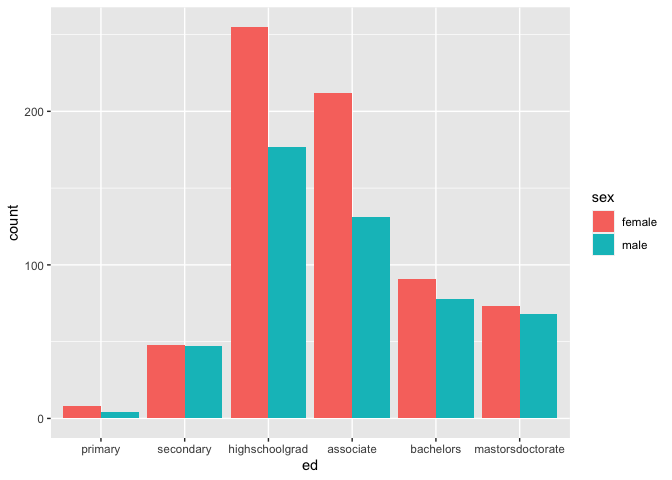 200
100
0
count
primary secondary highschoolgrad associate bachelors mastorsdoctorate
ed
sex
female
male